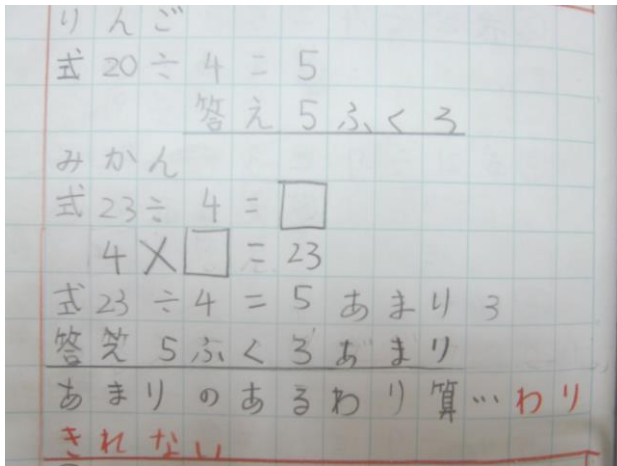 りんご
式 20 ÷ 4 = 5
答え 5 ふくろ
みかん
式 23 ÷ 4 = □
4 × □ = 23
式 23 ÷ 4 = 5 あまり 3
答 5 ふくろ あまり
あまりのあるわり算…わり
きれない